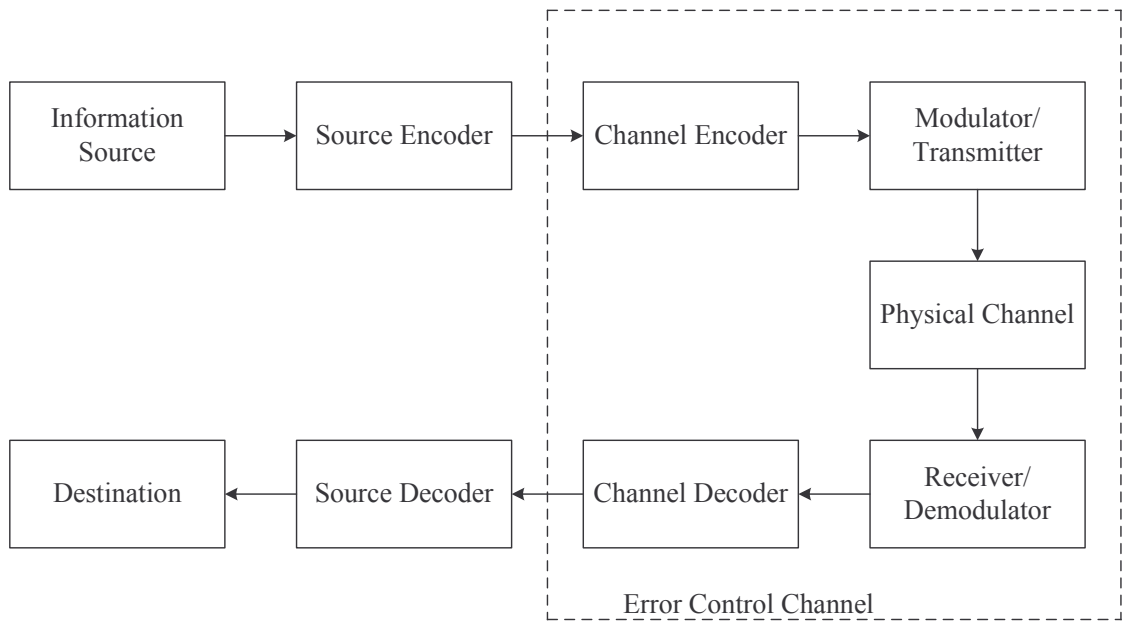 Information
Source
Source Encoder
Channel Encoder
Modulator/
Transmitter
Physical Channel
Receiver/
Demodulator
Channel Decoder
Source Decoder
Destination
Error Control Channel